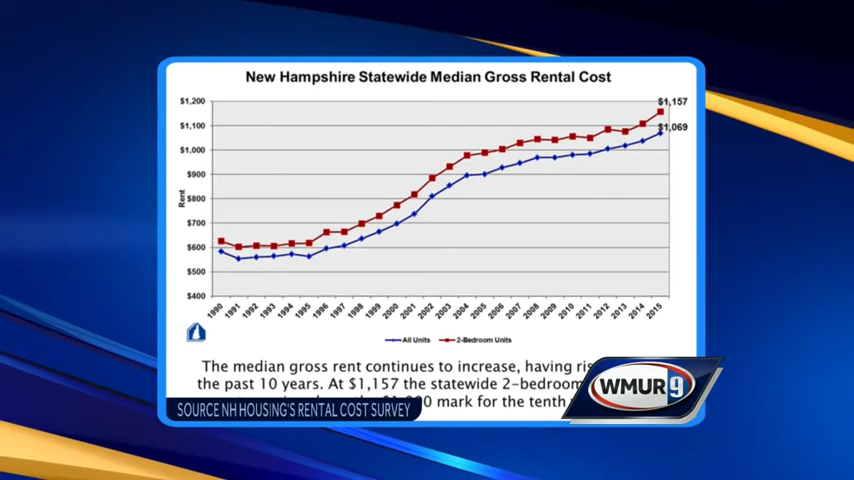 New Hampshire Statewide Median Gross Rental Cost
$1,200
$1,100
$1,000
$900
$800
$700
$600
$500
$400
Rent
$1,157
$1,069
1990 1991 1992 1993 1994 1995 1996 1997 1998 1999 2000 2001 2002 2003 2004 2005 2006 2007 2008 2009 2010 2011 2012 2013 2014 2015
All Units 2-Bedroom Units
The median gross rent continues to increase, having
the past 10 years. At $1,157 the statewide 2-bedroom
mark for the tenth
SOURCE NH HOUSING'S RENTAL COST SURVEY
WMUR 9